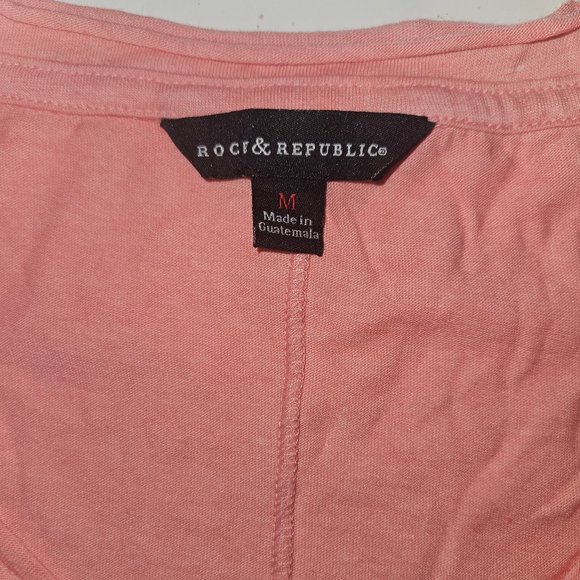 ROCK & REPUBLIC®
M
Made in
Guatemala